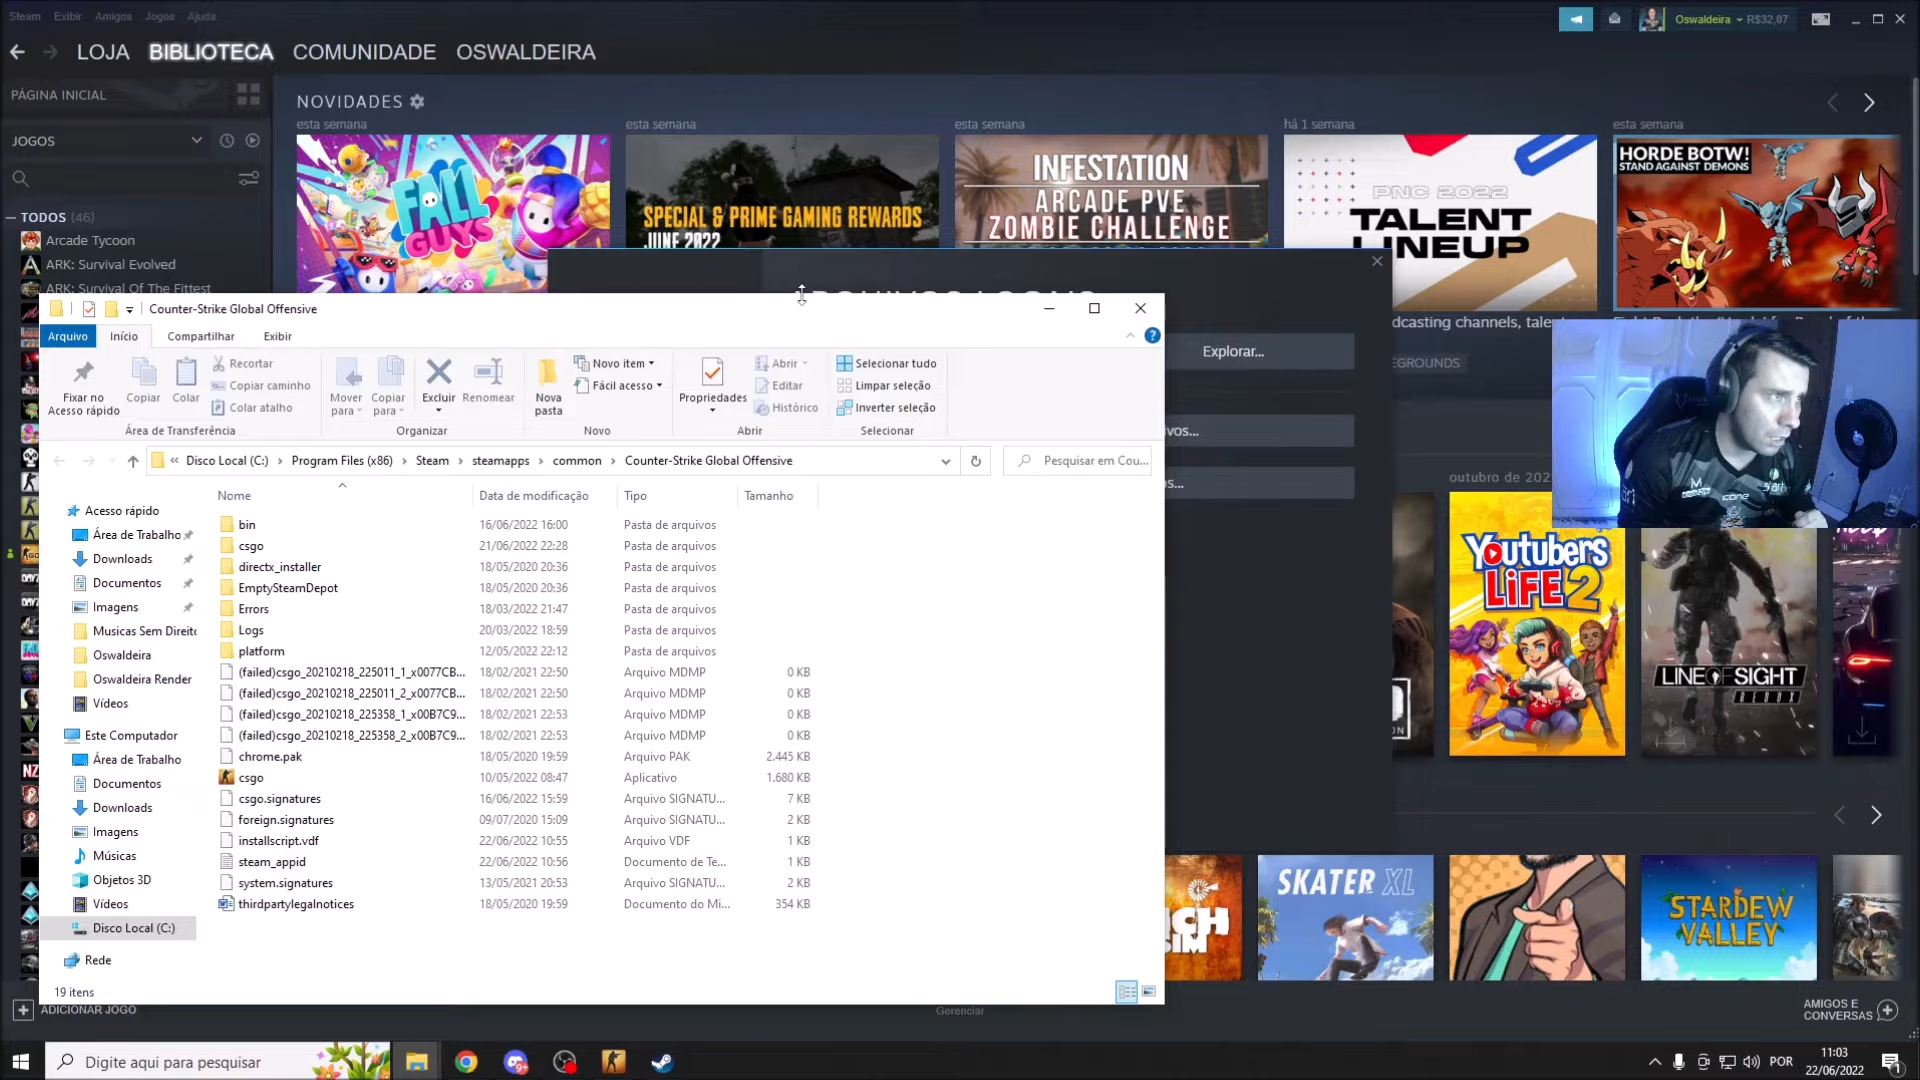 Steam Exibir Amigos Jogos Ajuda
Oswaldeira R$32,07
LOJA BIBLIOTECA COMUNIDADE OSWALDEIRA
PÁGINA INICIAL
JOGOS
TODOS (46)
Arcade Tycoon
ARK: Survival Evolved
ARK: Survival Of The Fittest
NOVIDADES
esta semana
esta semana
esta semana
há 1 semana
esta semana
FALL GUYS
SPECIAL & PRIME GAMING REWARDS
JUNE 2022
INFESTATION
ARCADE PVE
ZOMBIE CHALLENGE
PNC 2022
TALENT
LINEUP
HORDE BOTW!
STAND AGAINST DEMONS
dcasting channels, talent
Explorar...
Counter-Strike Global Offensive
Arquivo Início Compartilhar Exibir
Fixar no
Acesso rápido
Copiar
Colar
Recortar
Copiar caminho
Colar atalho
Área de Transferência
Mover
para
Copiar
para
Excluir
Renomear
Organizar
Nova
pasta
Novo item
Fácil acesso
Novo
Propriedades
Abrir
Editar
Histórico
Abrir
Selecionar tudo
Limpar seleção
Inverter seleção
Selecionar
« Disco Local (C:) > Program Files (x86) > Steam > steamapps > common > Counter-Strike Global Offensive
Pesquisar em Cou...
Nome Data de modificação Tipo Tamanho
bin 16/06/2022 16:00 Pasta de arquivos
csgo 21/06/2022 22:28 Pasta de arquivos
directx_installer 18/05/2020 20:36 Pasta de arquivos
EmptySteamDepot 18/05/2020 20:36 Pasta de arquivos
Errors 18/03/2022 21:47 Pasta de arquivos
Logs 20/03/2022 18:59 Pasta de arquivos
platform 12/05/2022 22:12 Pasta de arquivos
(failed)csgo_20210218_225011_1_x0077CB... 18/02/2021 22:50 Arquivo MDMP 0 KB
(failed)csgo_20210218_225011_2_x0077CB... 18/02/2021 22:50 Arquivo MDMP 0 KB
(failed)csgo_20210218_225358_1_x00B7C9... 18/02/2021 22:53 Arquivo MDMP 0 KB
(failed)csgo_20210218_225358_2_x00B7C9... 18/02/2021 22:53 Arquivo MDMP 0 KB
chrome.pak 18/05/2020 19:59 Arquivo PAK 2.445 KB
csgo 10/05/2022 08:47 Aplicativo 1.680 KB
csgo.signatures 16/06/2022 15:59 Arquivo SIGNATU... 7 KB
foreign.signatures 09/07/2020 15:09 Arquivo SIGNATU... 2 KB
installscript.vdf 22/06/2022 10:55 Arquivo VDF 1 KB
steam_appid 22/06/2022 10:56 Documento de Te... 1 KB
system.signatures 13/05/2021 20:53 Arquivo SIGNATU... 2 KB
thirdpartylegalnotices 18/05/2020 19:59 Documento do Mi... 354 KB
Acesso rápido
Área de Trabalho
Downloads
Documentos
Imagens
Musicas Sem Direito
Oswaldeira
Oswaldeira Render
Vídeos
Este Computador
Área de Trabalho
Documentos
Downloads
Imagens
Músicas
Objetos 3D
Vídeos
Disco Local (C:)
Rede
19 itens
outubro de 202
Youtubers
LiFE 2
LINE OF SIGHT
SKATER XL
STARDEW
VALLEY
ADICIONAR JOGO
Gerenciar
AMIGOS E
CONVERSAS
Digite aqui para pesquisar
POR
11:03
22/06/2022